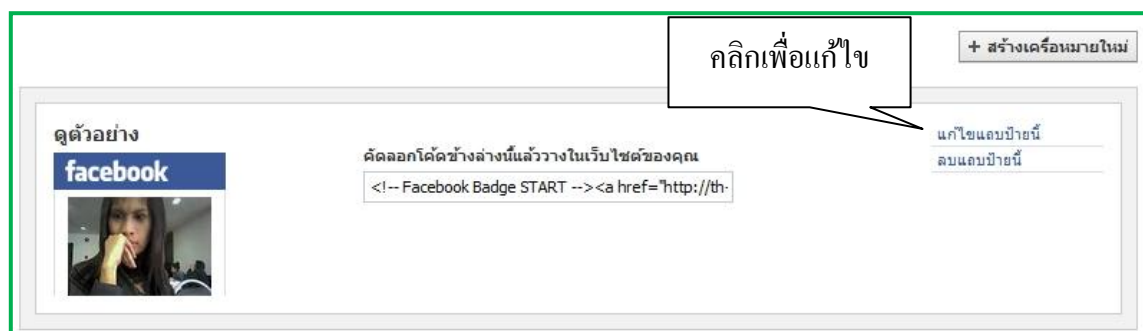 คลิกเพื่อแก้ไข
+ สร้างเครื่องหมายใหม่
ดูตัวอย่าง
facebook
คัดลอกโค้ดข้างล่างนี้แล้ววางในเว็บไซต์ของคุณ
<!-- Facebook Badge START --><a href="http://th-
แก้ไขแถบป้ายนี้
ลบแถบป้ายนี้